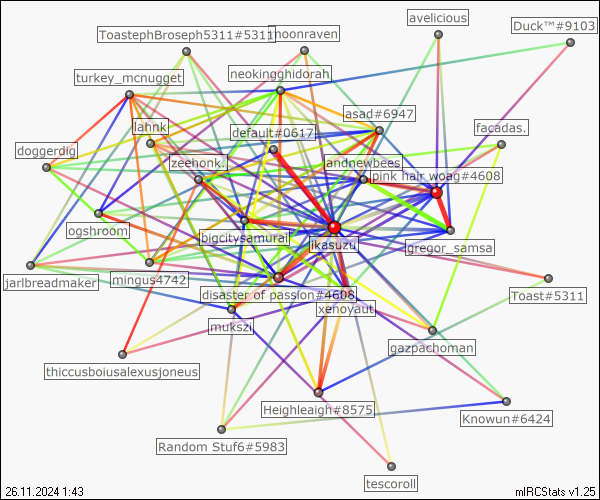 avelicious
Duck™#9103
ToastephBroseph5311#5311
moonraven
turkey_mcnugget
neokingghidorah
asad#6947
lahnk
default#0617
facadas.
doggerdig
zeehonk.
andnewbees
pink hair woag#4608
ogshroom
bigcitysamurai
ikasuzu
gregor_samsa
jarlbreadmaker
mingus4742
disaster of passion#4608
Toast#5311
xenoyaut
mukszi
gazpachoman
thiccusboiusalexusjoneus
Heighleaigh#8575
Knowun#6424
Random Stuf6#5983
tescroll
26.11.2024 1:43
mIRCStats v1.25